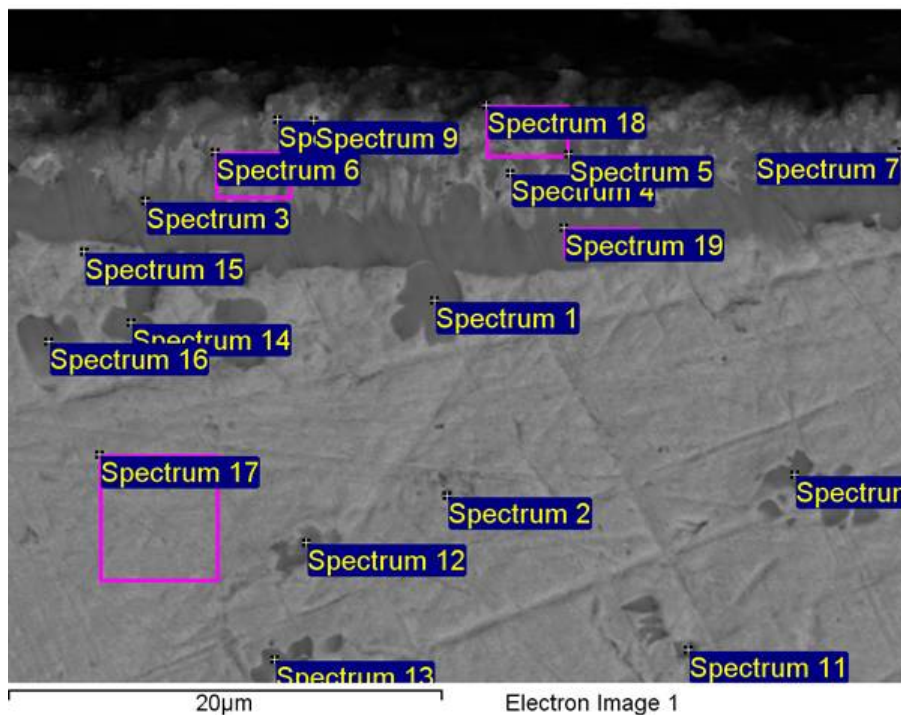 Spectrum 18
Spectrum 9
Spectrum 6
Spectrum 5
Spectrum 7
Spectrum 4
Spectrum 3
Spectrum 19
Spectrum 15
Spectrum 1
Spectrum 14
Spectrum 16
Spectrum 17
Spectrum 2
Spectrum 12
Spectrum 11
Spectrum 13
20µm
Electron Image 1